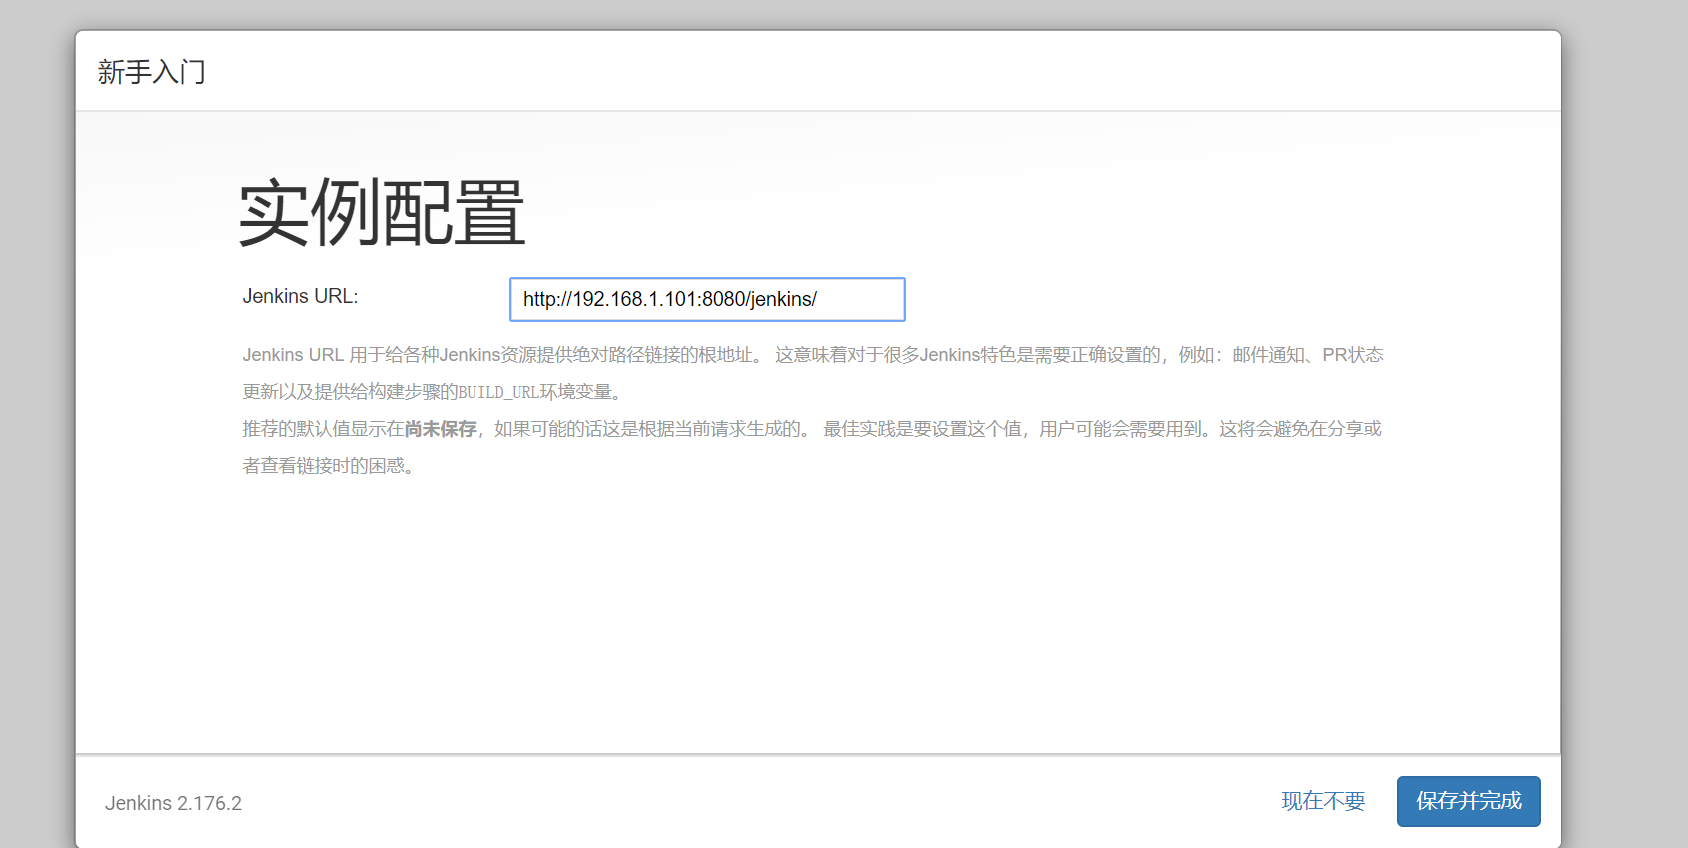 新手入门
实例配置
Jenkins URL:
http://192.168.1.101:8080/jenkins/
Jenkins URL 用于给各种Jenkins资源提供绝对路径链接的根地址。 这意味着对于很多Jenkins特色是需要正确设置的，例如：邮件通知、PR状态
更新以及提供给构建步骤的BUILD_URL环境变量。
推荐的默认值显示在尚未保存，如果可能的话这是根据当前请求生成的。 最佳实践是要设置这个值，用户可能会需要用到。这将会避免在分享或
者查看链接时的困惑。
Jenkins 2.176.2
现在不要
保存并完成